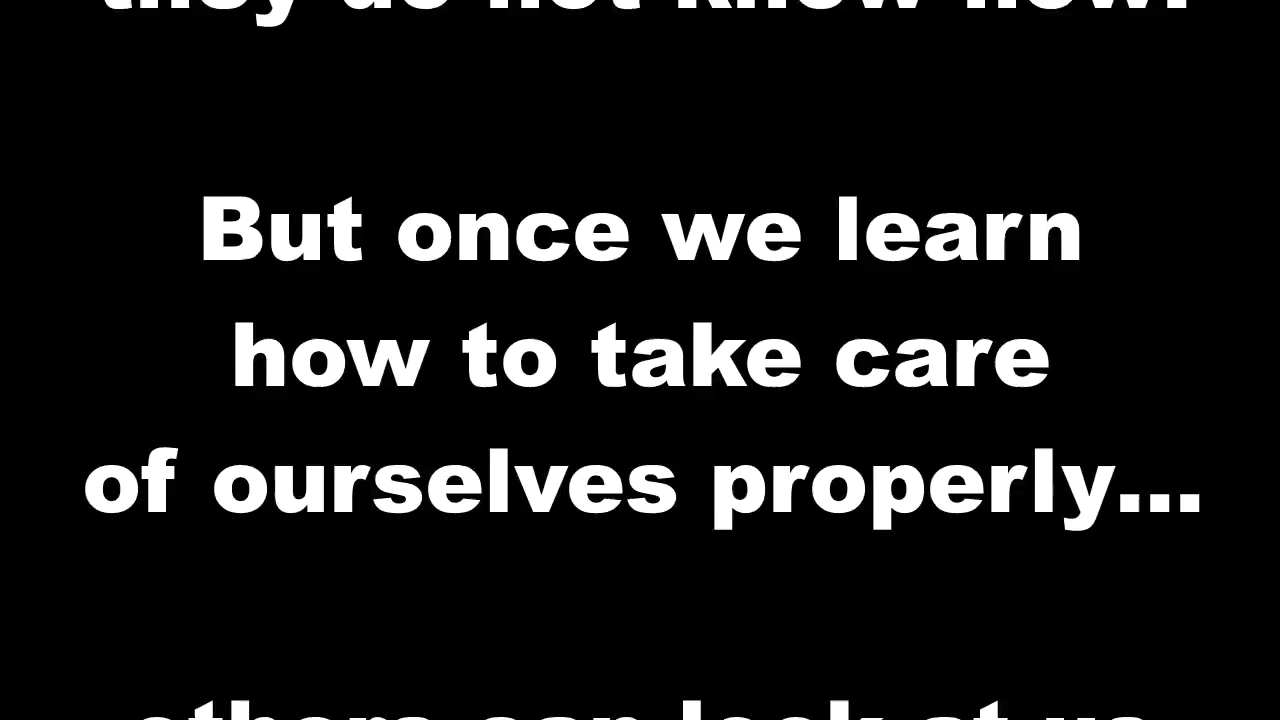 they do not know how.
But once we learn
how to take care
of ourselves properly...
others can look at us